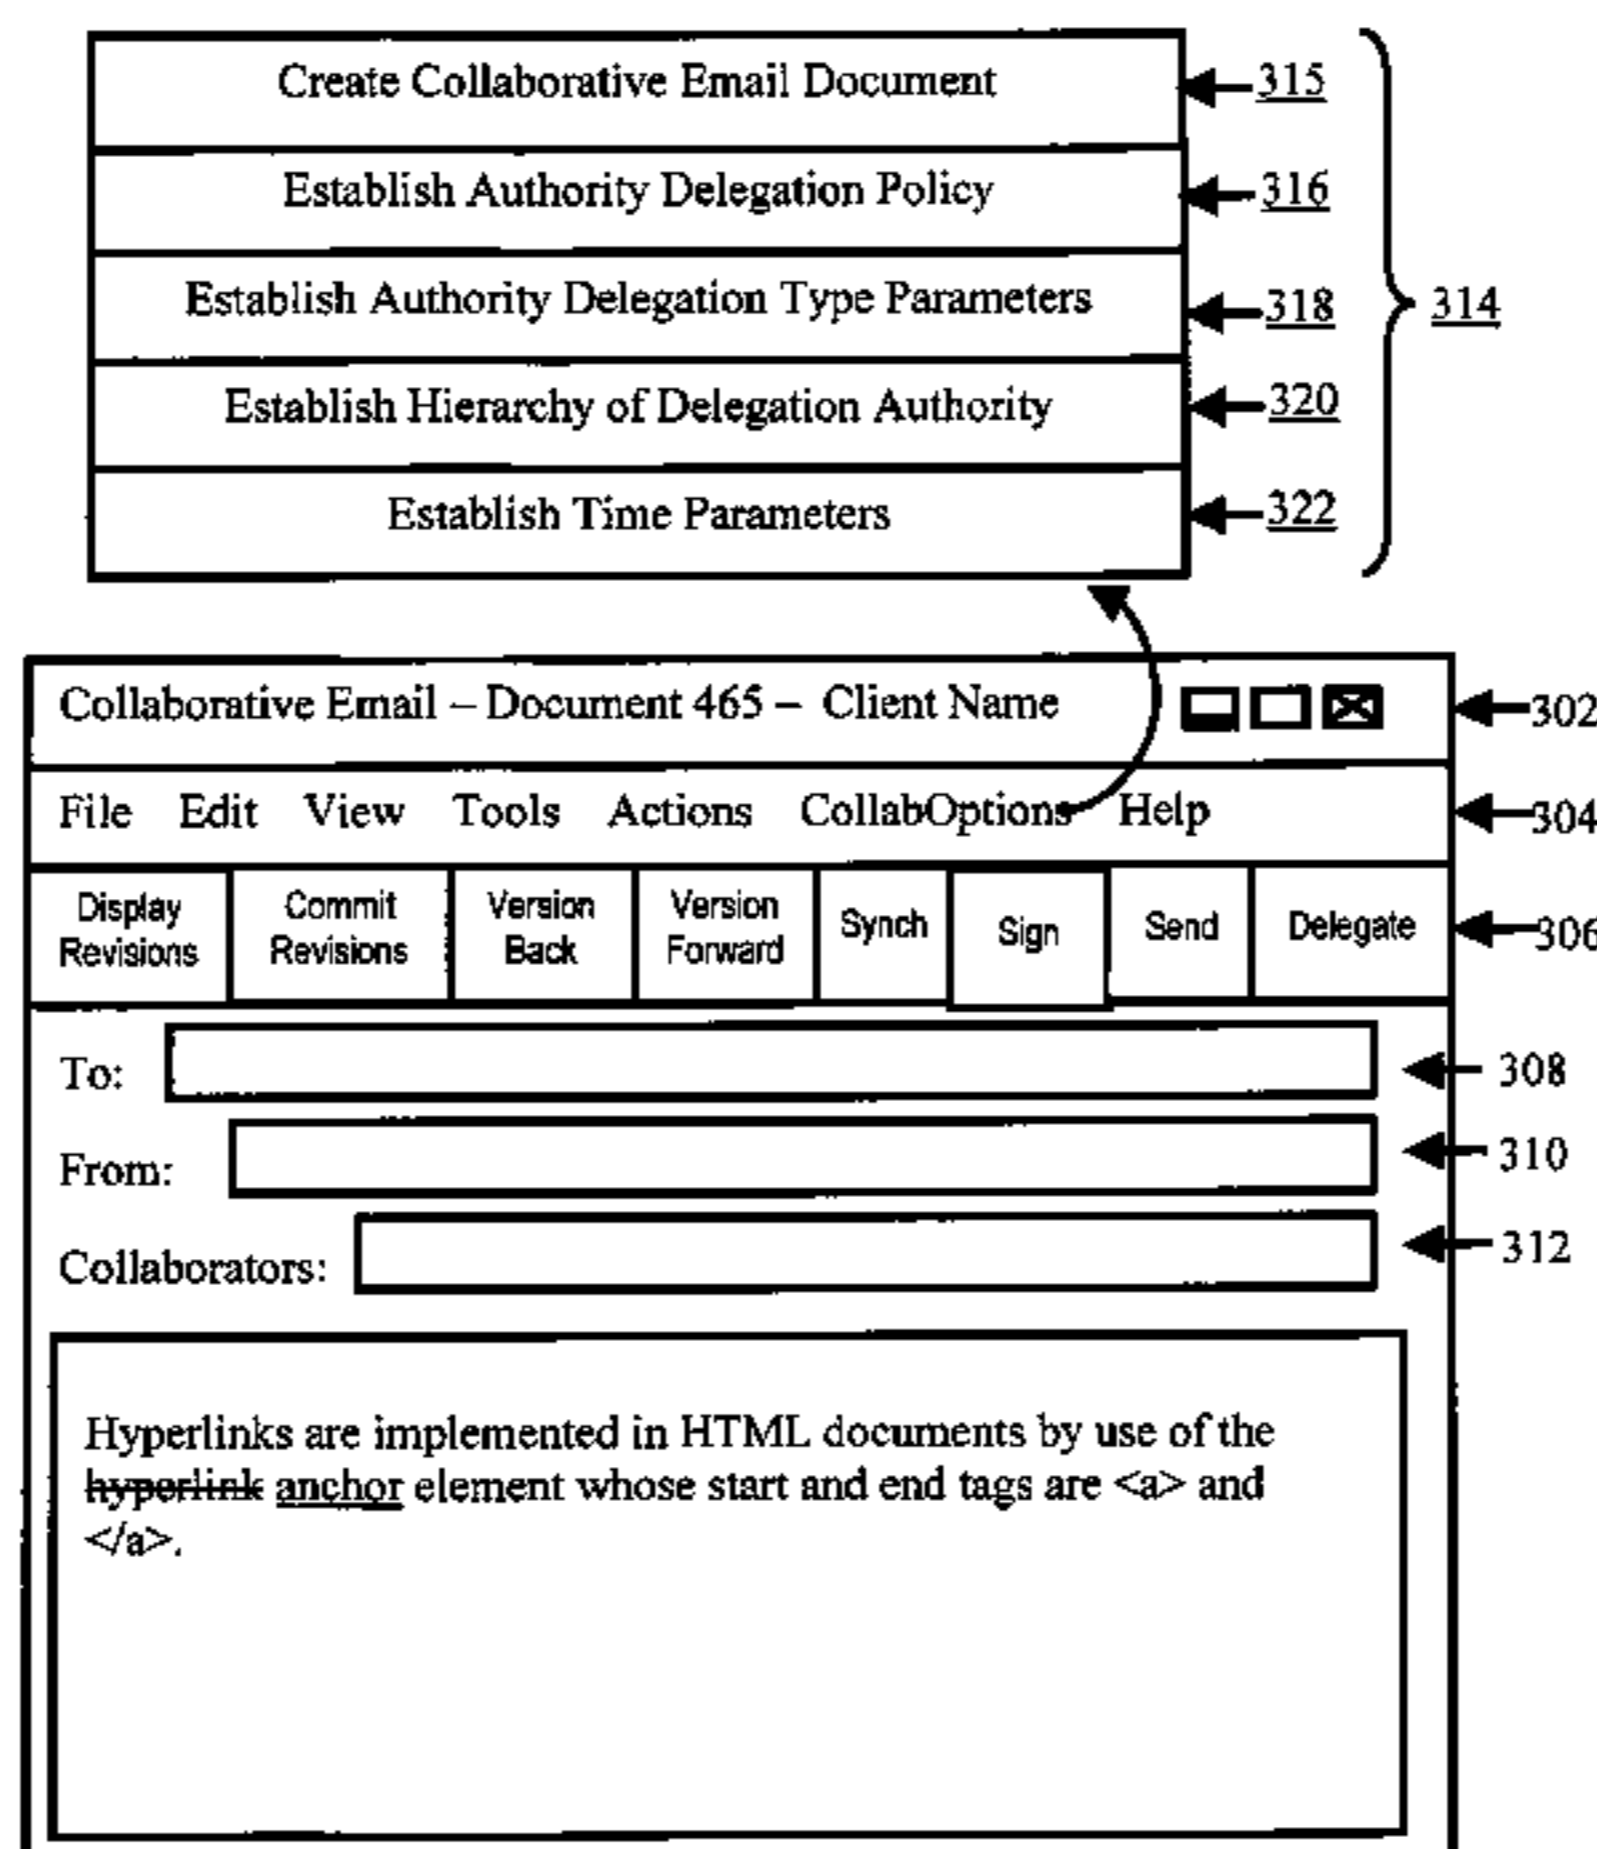 Create Collaborative Email Document 315
Establish Authority Delegation Policy 316
Establish Authority Delegation Type Parameters 318
314
Establish Hierarchy of Delegation Authority 320
Establish Time Parameters 322
Collaborative Email – Document 465 – Client Name 302
File Edit View Tools Actions CollabOptions Help 304
Display Revisions Commit Revisions Version Back Version Forward Synch Sign Send Delegate 306
To: 308
From: 310
Collaborators: 312
Hyperlinks are implemented in HTML documents by use of the
hyperlink anchor element whose start and end tags are <a> and
</a>.